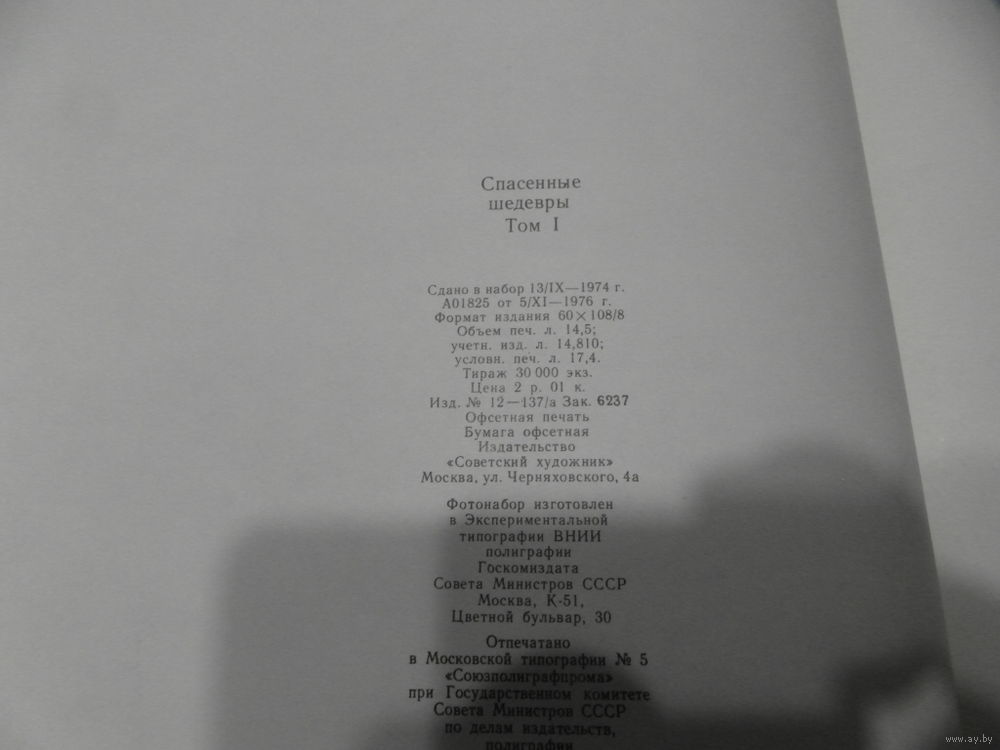 Спасенные
шедевры
Том I
Сдано в набор 13/IX—1974 г.
А01825 от 5/XI—1976 г.
Формат издания 60×108/8
Объем печ. л. 14,5;
учетн. изд. л. 14,810;
условн. печ. л. 17,4.
Тираж 30 000 экз.
Цена 2 р. 01 к.
Изд. № 12—137/а Зак. 6237
Офсетная печать
Бумага офсетная
Издательство
«Советский художник»
Москва, ул. Черняховского, 4а
Фотонабор изготовлен
в Экспериментальной
типографии ВНИИ
полиграфии
Госкомиздата
Совета Министров СССР
Москва, К-51,
Цветной бульвар, 30
Отпечатано
в Московской типографии № 5
«Союзполиграфпрома»
при Государственном комитете
Совета Министров СССР
по делам издательств,
полиграфии
www.ay.by